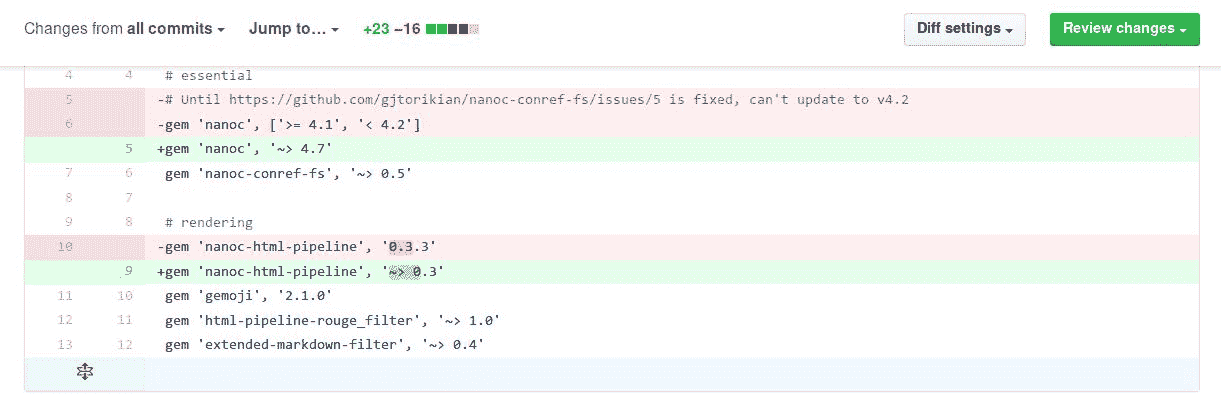 Changes from all commits Jump to... +23 −16 Diff settings Review changes
4 4 # essential
5 -# Until https://github.com/gjtorikian/nanoc-conref-fs/issues/5 is fixed, can't update to v4.2
6 -gem 'nanoc', ['>= 4.1', '< 4.2']
5 +gem 'nanoc', '~> 4.7'
7 6 gem 'nanoc-conref-fs', '~> 0.5'
8 7
9 8 # rendering
10 -gem 'nanoc-html-pipeline', '0.3.3'
9 +gem 'nanoc-html-pipeline', '~> 0.3'
11 10 gem 'gemoji', '2.1.0'
12 11 gem 'html-pipeline-rouge_filter', '~> 1.0'
13 12 gem 'extended-markdown-filter', '~> 0.4'